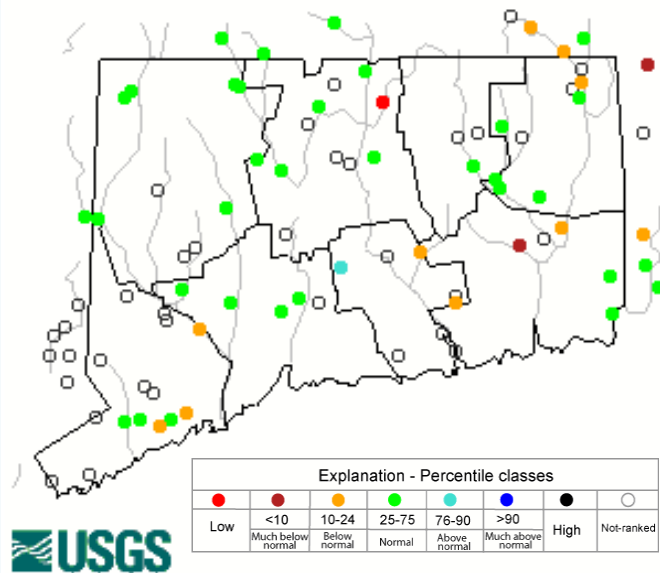 Explanation - Percentile classes
Low
<10
10-24
25-75
76-90
>90
High
Not-ranked
Much below normal
Below normal
Normal
Above normal
Much above normal
USGS